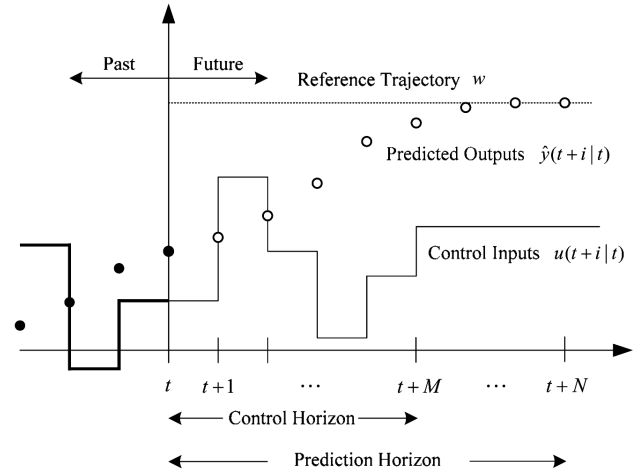 Past Future
Reference Trajectory w
Predicted Outputs ŷ(t+i|t)
Control Inputs u(t+i|t)
t t+1 ⋯ t+M ⋯ t+N
Control Horizon
Prediction Horizon